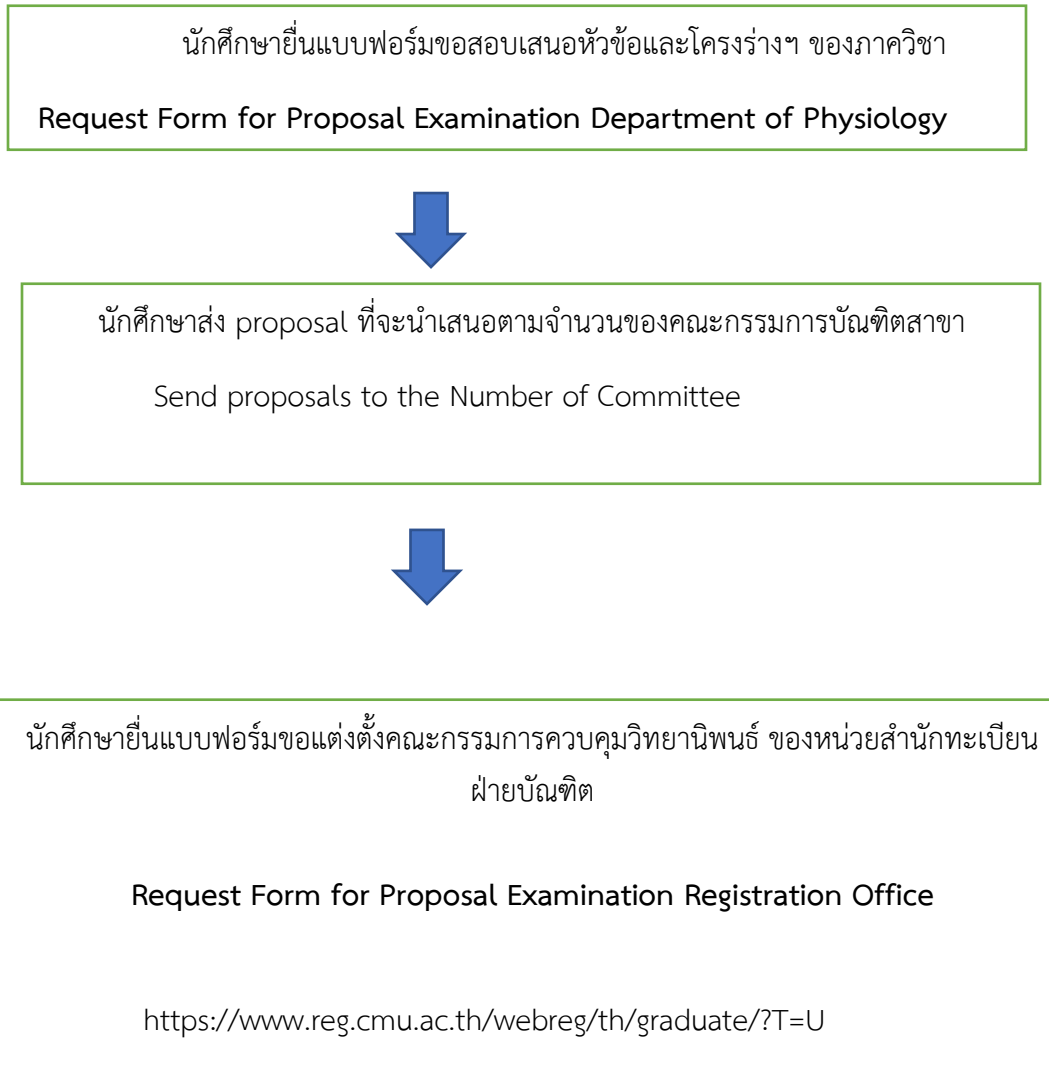 นักศึกษายื่นแบบฟอร์มขอสอบเสนอหัวข้อและโครงร่างฯ ของภาควิชา
Request Form for Proposal Examination Department of Physiology
นักศึกษาส่ง proposal ที่จะนำเสนอตามจำนวนของคณะกรรมการบัณฑิตสาขา
Send proposals to the Number of Committee
นักศึกษายื่นแบบฟอร์มขอแต่งตั้งคณะกรรมการควบคุมวิทยานิพนธ์ ของหน่วยสำนักทะเบียน
ฝ่ายบัณฑิต
Request Form for Proposal Examination Registration Office
https://www.reg.cmu.ac.th/webreg/th/graduate/?T=U